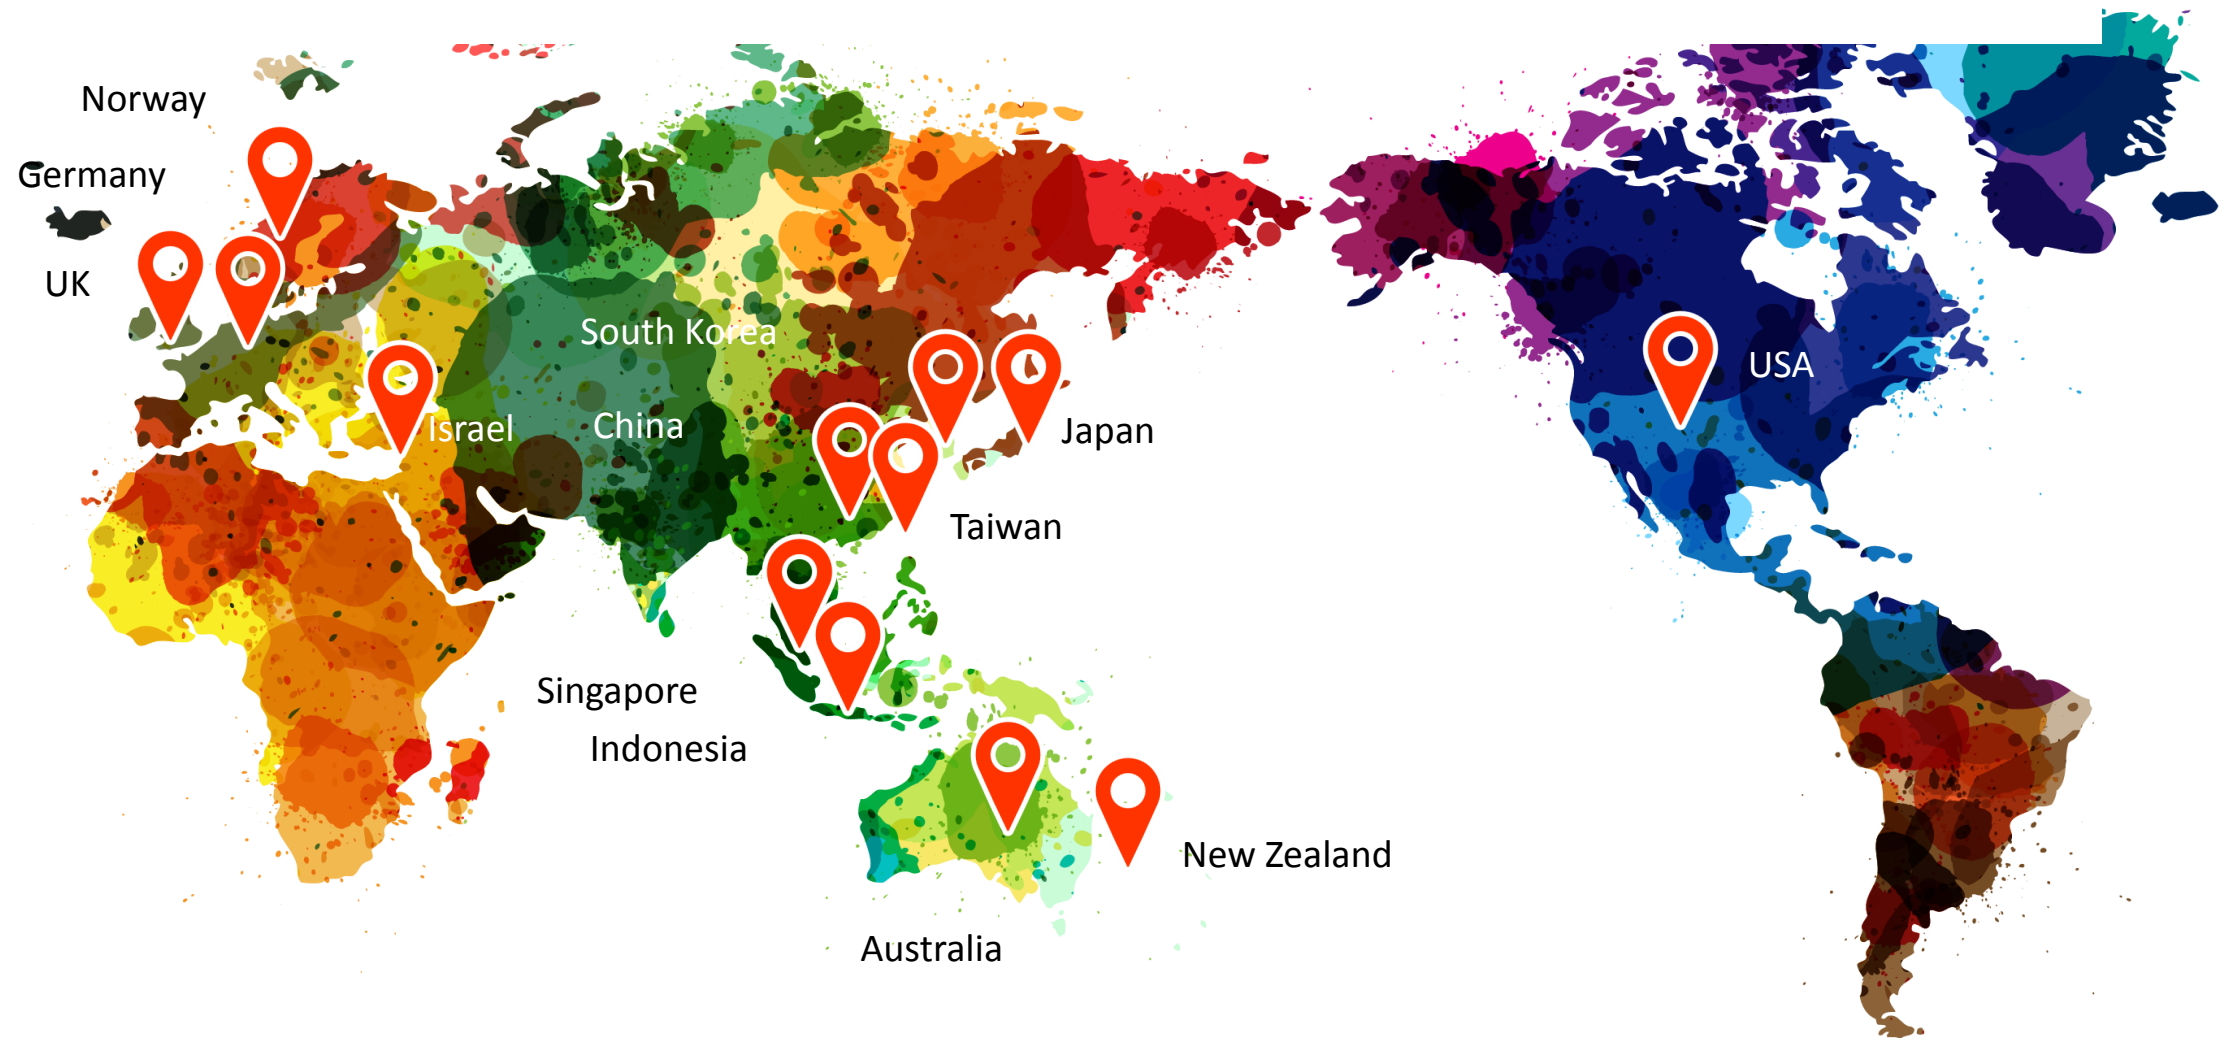 Norway
Germany
UK
South Korea
USA
Israel
China
Japan
Taiwan
Singapore
Indonesia
New Zealand
Australia